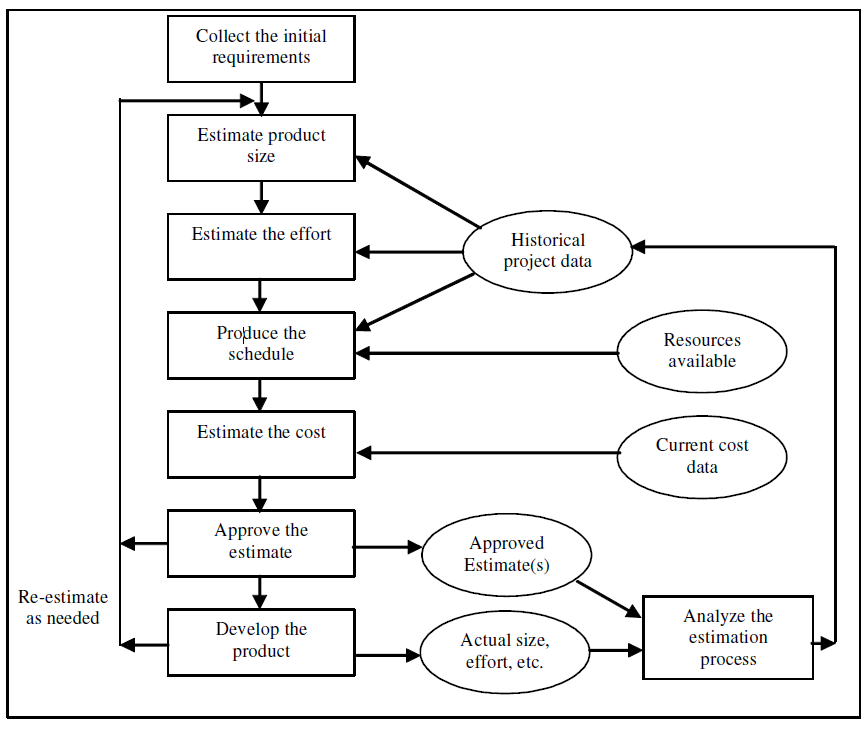 Collect the initial
requirements
Estimate product
size
Estimate the effort
Historical
project data
Produce the
schedule
Resources
available
Estimate the cost
Current cost
data
Approve the
estimate
Approved
Estimate(s)
Re-estimate
as needed
Develop the
product
Actual size,
effort, etc.
Analyze the
estimation
process